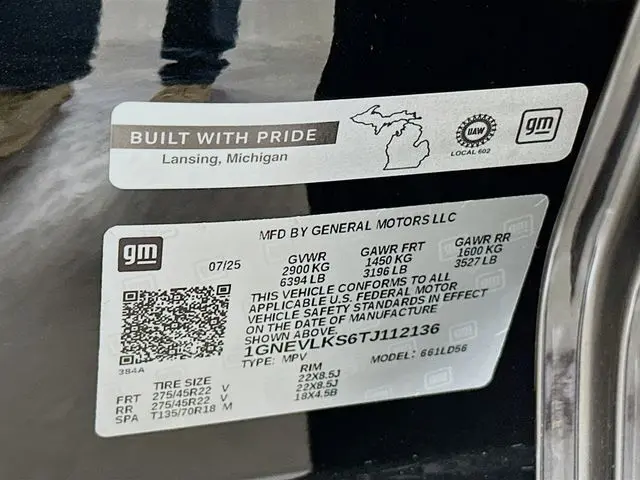 BUILT WITH PRIDE
Lansing, Michigan
UAW
LOCAL 602
gm
gm
MFD BY GENERAL MOTORS LLC
07/25
GVWR GAWR FRT GAWR RR
2900 KG 1450 KG 1600 KG
6394 LB 3196 LB 3527 LB
THIS VEHICLE CONFORMS TO ALL
APPLICABLE U.S. FEDERAL MOTOR
VEHICLE SAFETY STANDARDS IN EFFECT
ON THE DATE OF MANUFACTURE
SHOWN ABOVE.
1GNEVLKS6TJ112136
TYPE: MPV MODEL: 661LD56
384A
TIRE SIZE RIM
FRT 275/45R22 V 22X8.5J
RR 275/45R22 V 22X8.5J
SPA T135/70R18 M 18X4.5B